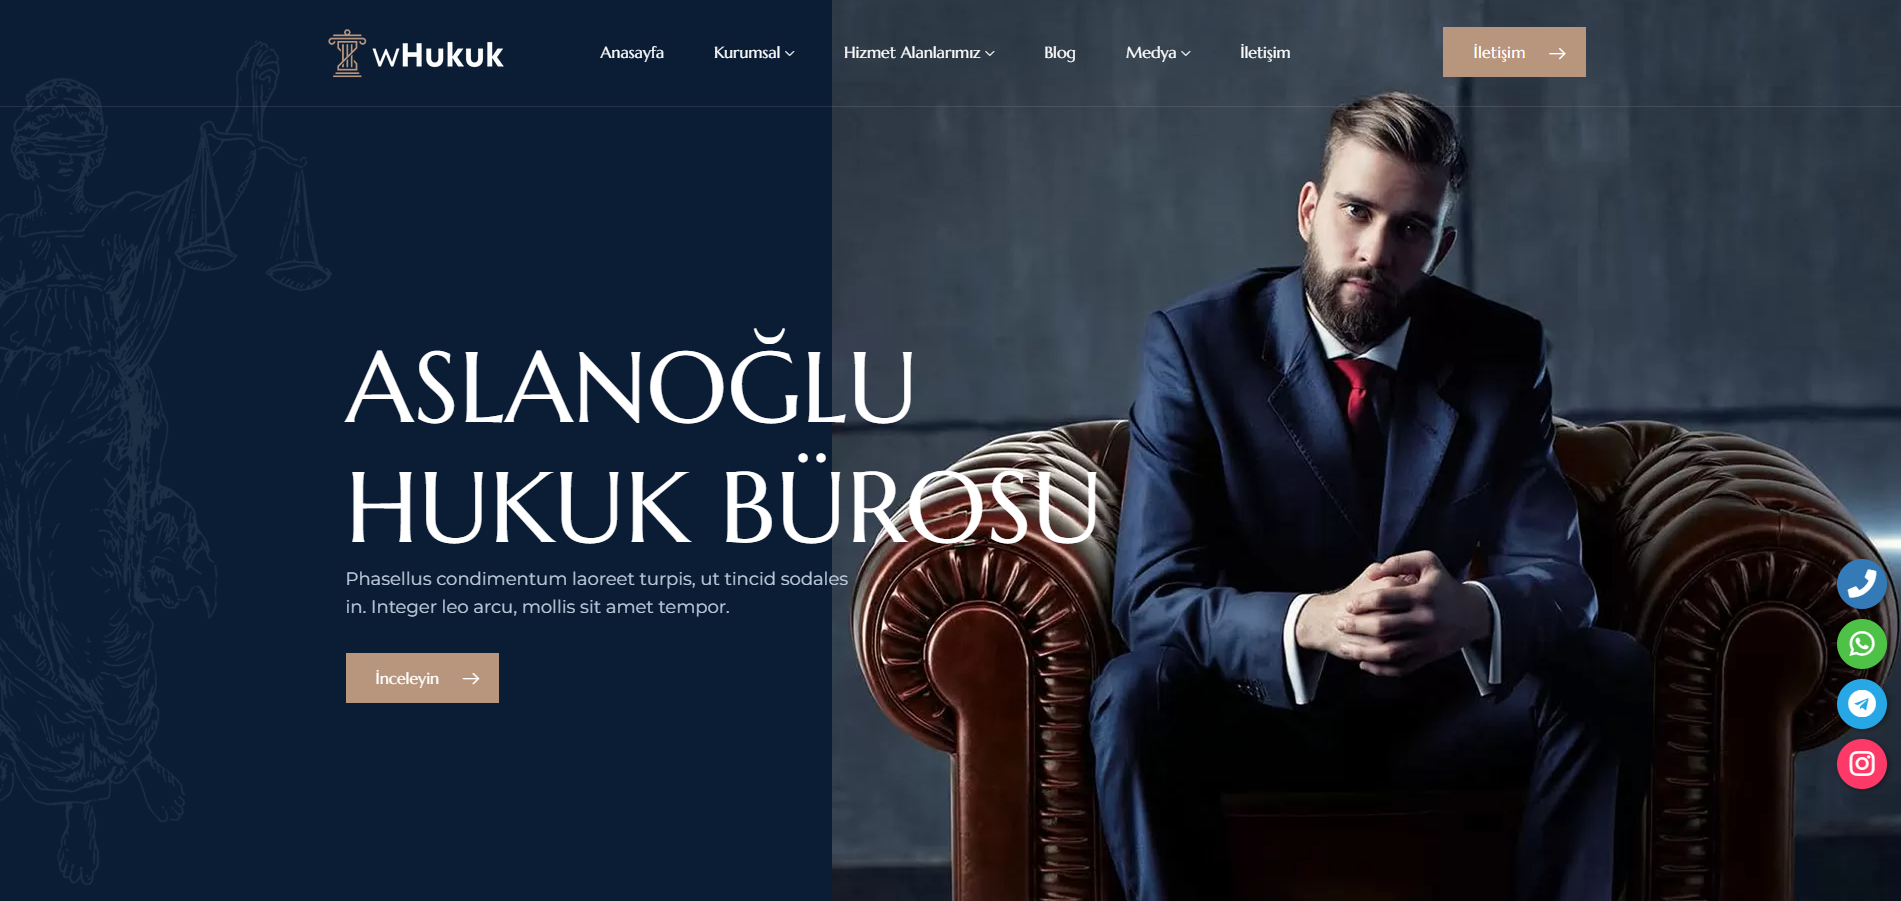 wHukuk
Anasayfa
Kurumsal
Hizmet Alanlarımız
Blog
Medya
İletişim
İletişim
ASLANOĞLU
HUKUK BÜROSU
Phasellus condimentum laoreet turpis, ut tincid sodales
in. Integer leo arcu, mollis sit amet tempor.
İnceleyin